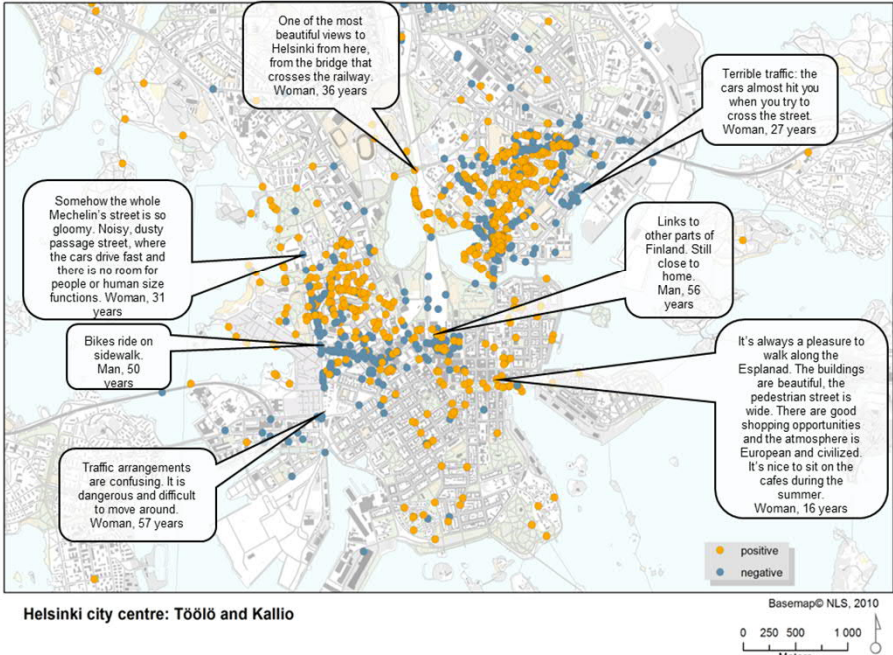 One of the most
beautiful views to
Helsinki from here,
from the bridge that
crosses the railway.
Woman, 36 years
Terrible traffic: the
cars almost hit you
when you try to
cross the street.
Woman, 27 years
Somehow the whole
Mechelin's street is so
gloomy. Noisy, dusty
passage street, where
the cars drive fast and
there is no room for
people or human size
functions. Woman, 31
years
Links to
other parts of
Finland. Still
close to
home.
Man, 56
years
Bikes ride on
sidewalk.
Man, 50
years
It's always a pleasure to
walk along the
Esplanad. The buildings
are beautiful, the
pedestrian street is
wide. There are good
shopping opportunities
and the atmosphere is
European and civilized.
It's nice to sit on the
cafes during the
summer.
Woman, 16 years
Traffic arrangements
are confusing. It is
dangerous and difficult
to move around.
Woman, 57 years
positive
negative
Helsinki city centre: Töölö and Kallio
Basemap© NLS, 2010
0 250 500 1 000